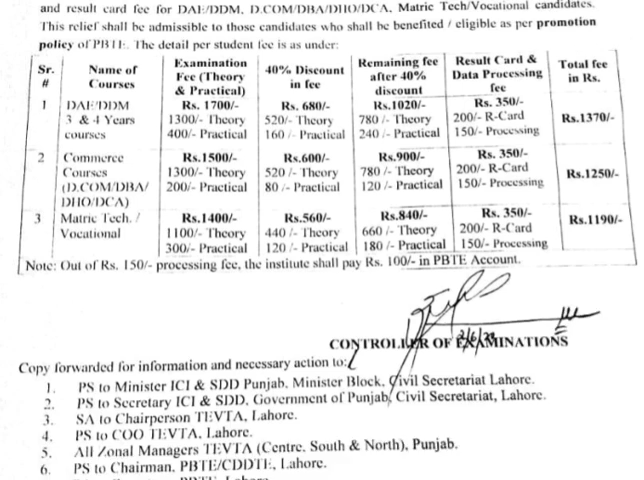 and result card fee for DAE/DDM, D.COM/DBA/DHO/DCA, Matric Tech/Vocational candidates.
This relief shall be admissible to those candidates who shall be benefited / eligible as per promotion
policy of PBTE. The detail per student fee is as under:
Sr. # Name of Courses Examination Fee (Theory & Practical) 40% Discount in fee Remaining fee after 40% discount Result Card & Data Processing fee Total fee in Rs.
1 DAE/DDM Rs. 1700/- Rs. 680/- Rs.1020/- Rs. 350/- Rs.1370/-
3 & 4 Years 1300/- Theory 520/- Theory 780 /- Theory 200/- R-Card
courses 400/- Practical 160 /- Practical 240 /- Practical 150/- Processing
2 Commerce Rs.1500/- Rs.600/- Rs.900/- Rs. 350/- Rs.1250/-
Courses 1300/- Theory 520 /- Theory 780 /- Theory 200/- R-Card
(D.COM/DBA/ 200/- Practical 80 /- Practical 120 /- Practical 150/- Processing
DHO/DCA)
3 Matric Tech. / Rs.1400/- Rs.560/- Rs.840/- Rs. 350/- Rs.1190/-
Vocational 1100/- Theory 440 /- Theory 660 /- Theory 200/- R-Card
300/- Practical 120 /- Practical 180 /- Practical 150/- Processing
Note: Out of Rs. 150/- processing fee, the institute shall pay Rs. 100/- in PBTE Account.
CONTROLLER OF EXAMINATIONS
Copy forwarded for information and necessary action to:
1. PS to Minister ICI & SDD Punjab, Minister Block, Civil Secretariat Lahore.
2. PS to Secretary ICI & SDD, Government of Punjab, Civil Secretariat, Lahore.
3. SA to Chairperson TEVTA, Lahore.
4. PS to COO TEVTA, Lahore.
5. All Zonal Managers TEVTA (Centre, South & North), Punjab.
6. PS to Chairman, PBTE/CDDTE, Lahore.